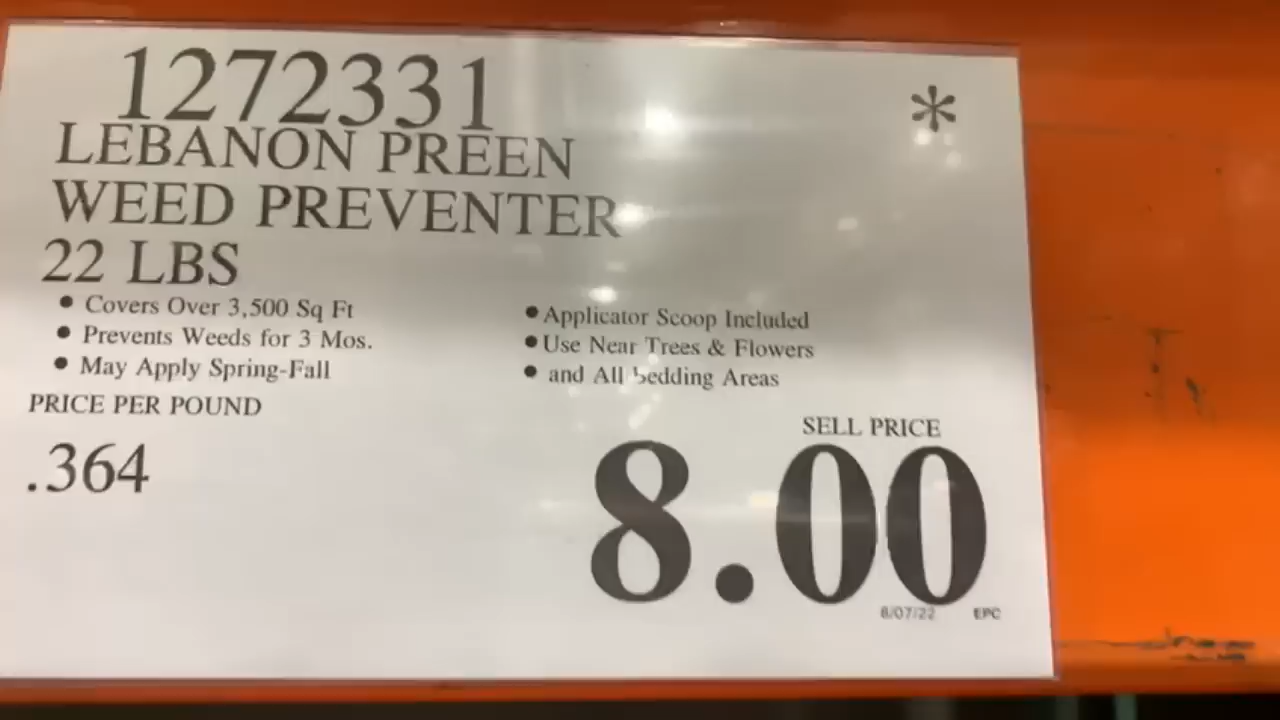 1272331
*
LEBANON PREEN
WEED PREVENTER
22 LBS
• Covers Over 3,500 Sq Ft
• Prevents Weeds for 3 Mos.
• May Apply Spring-Fall
• Applicator Scoop Included
• Use Near Trees & Flowers
• and All Bedding Areas
PRICE PER POUND
.364
SELL PRICE
8.00
8/07/22 EPC